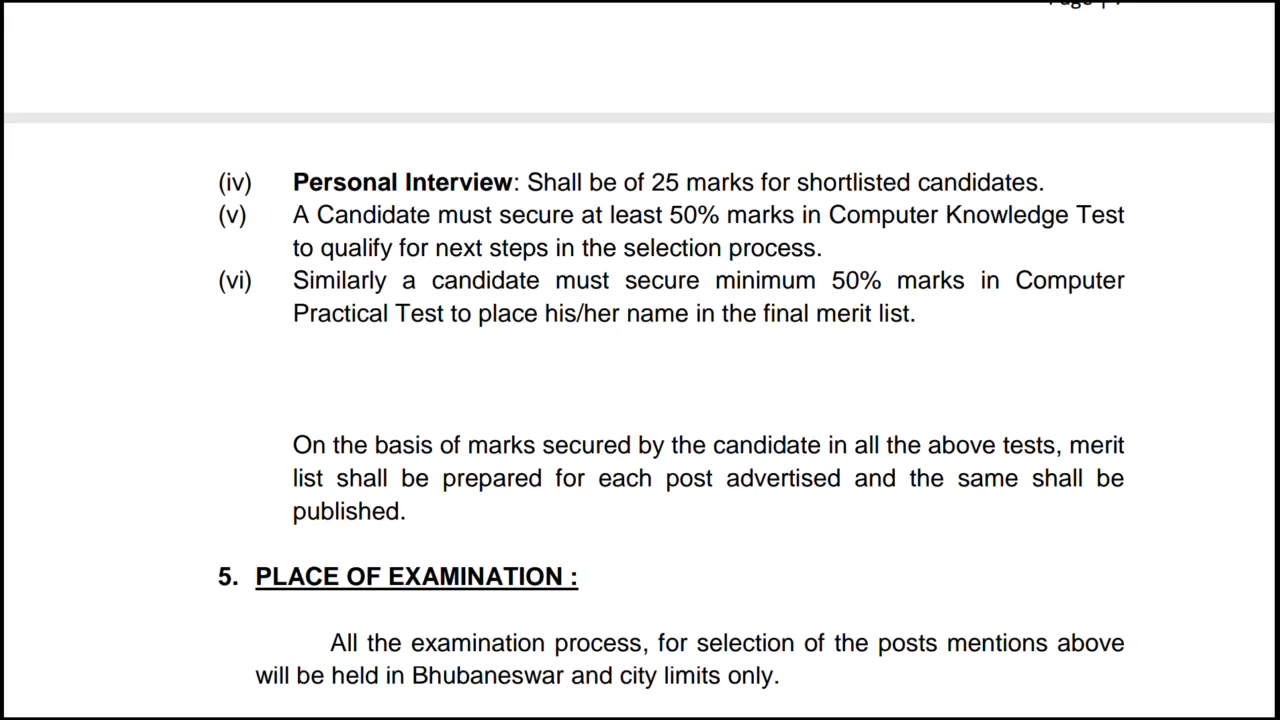 (iv) Personal Interview: Shall be of 25 marks for shortlisted candidates.
(v) A Candidate must secure at least 50% marks in Computer Knowledge Test
to qualify for next steps in the selection process.
(vi) Similarly a candidate must secure minimum 50% marks in Computer
Practical Test to place his/her name in the final merit list.
On the basis of marks secured by the candidate in all the above tests, merit
list shall be prepared for each post advertised and the same shall be
published.
5. PLACE OF EXAMINATION :
All the examination process, for selection of the posts mentions above
will be held in Bhubaneswar and city limits only.